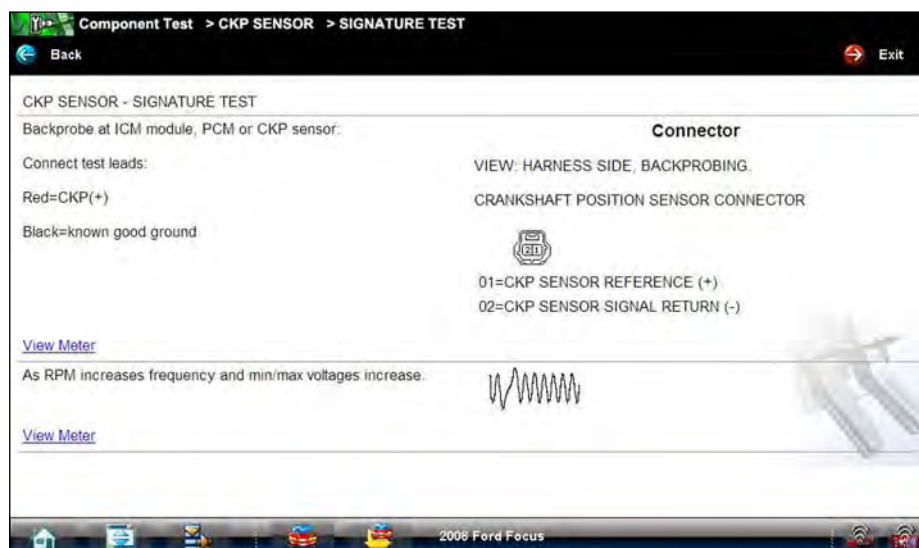 Component Test > CKP SENSOR > SIGNATURE TEST
Back
Exit
CKP SENSOR - SIGNATURE TEST
Backprobe at ICM module, PCM or CKP sensor:
Connect test leads:
Red=CKP(+)
Black=known good ground
View Meter
Connector
VIEW: HARNESS SIDE, BACKPROBING.
CRANKSHAFT POSITION SENSOR CONNECTOR
2 1
01=CKP SENSOR REFERENCE (+)
02=CKP SENSOR SIGNAL RETURN (-)
As RPM increases frequency and min/max voltages increase.
View Meter
2008 Ford Focus